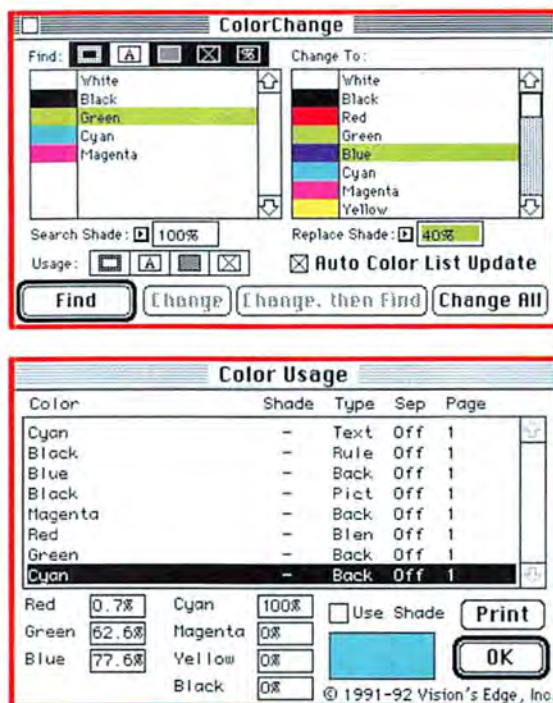 ColorChange
Find: A %
Change To:
White
Black
Green
Cyan
Magenta
White
Black
Red
Green
Blue
Cyan
Magenta
Yellow
Search Shade: 100%
Replace Shade: 40%
Usage: A
Auto Color List Update
Find Change Change, then Find Change All
Color Usage
Color Shade Type Sep Page
Cyan - Text Off 1
Black - Rule Off 1
Blue - Back Off 1
Black - Pict Off 1
Magenta - Back Off 1
Red - Blen Off 1
Green - Back Off 1
Cyan - Back Off 1
Red 0.7% Cyan 100% Use Shade Print
Green 62.6% Magenta 0%
Blue 77.6% Yellow 0% OK
Black 0% © 1991-92 Vision's Edge, Inc.